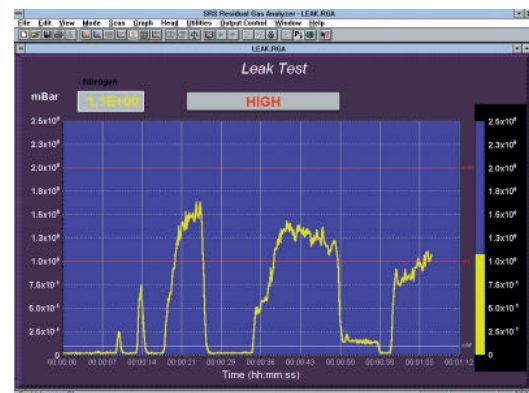 SRS Residual Gas Analyzer - LEAK.RGA
File Edit View Mode Scan Graph Head Utilities Output Control Window Help
LEAK.RGA
Leak Test
Nitrogen
mBar
1.1E+00
HIGH
2.5x10⁰ 2.5x10⁰
2.3x10⁰ 2.3x10⁰
2.0x10⁰ 2.0x10⁰
1.8x10⁰ 1.8x10⁰
1.5x10⁰ 1.5x10⁰
1.3x10⁰ 1.3x10⁰
1.0x10⁰ 1.0x10⁰
7.5x10⁻¹ 7.5x10⁻¹
5.0x10⁻¹ 5.0x10⁻¹
2.5x10⁻¹ 2.5x10⁻¹
0 0
00:00:00 00:00:07 00:00:14 00:00:21 00:00:28 00:00:36 00:00:43 00:00:50 00:00:58 00:01:05 00:01:12
Time (hh:mm:ss)